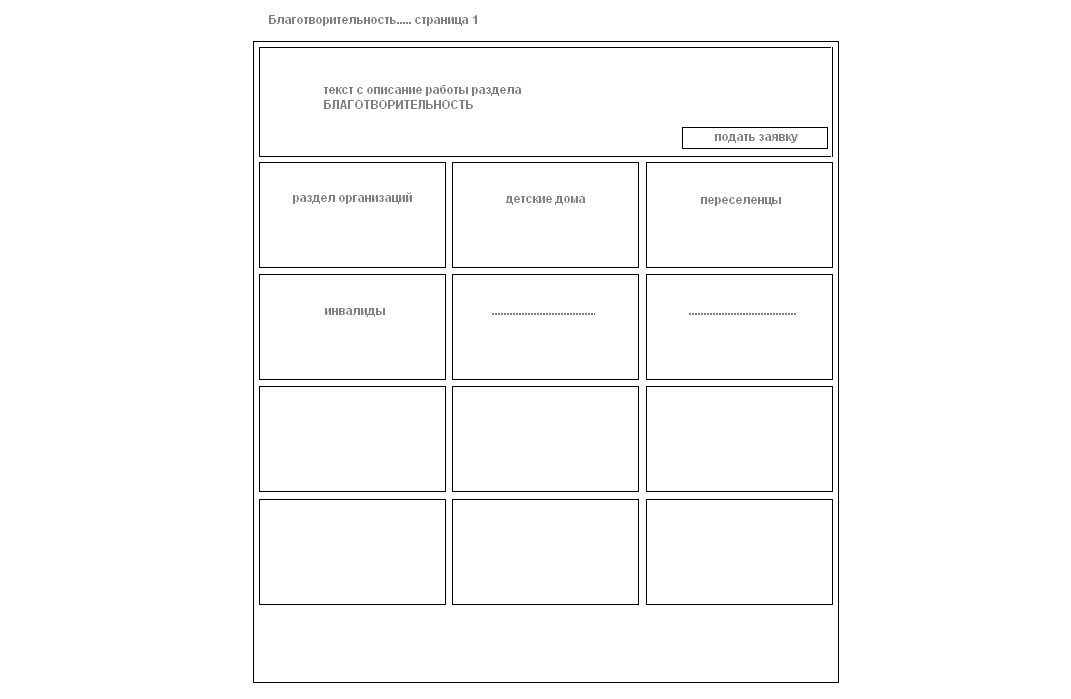 Благотворительность..... страница 1
текст с описание работы раздела
БЛАГОТВОРИТЕЛЬНОСТЬ
подать заявку
раздел организаций
детские дома
переселенцы
инвалиды
...................................
....................................